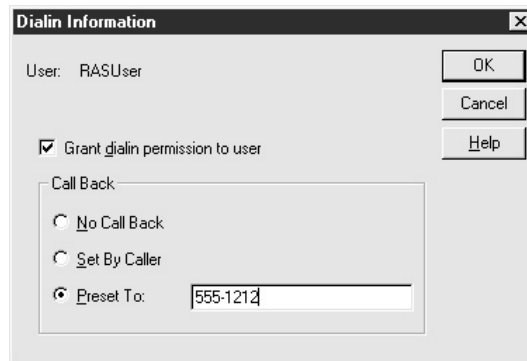 Dialin Information
User: RASUser
OK
Cancel
Help
Grant dialin permission to user
Call Back
No Call Back
Set By Caller
Preset To: 555-1212